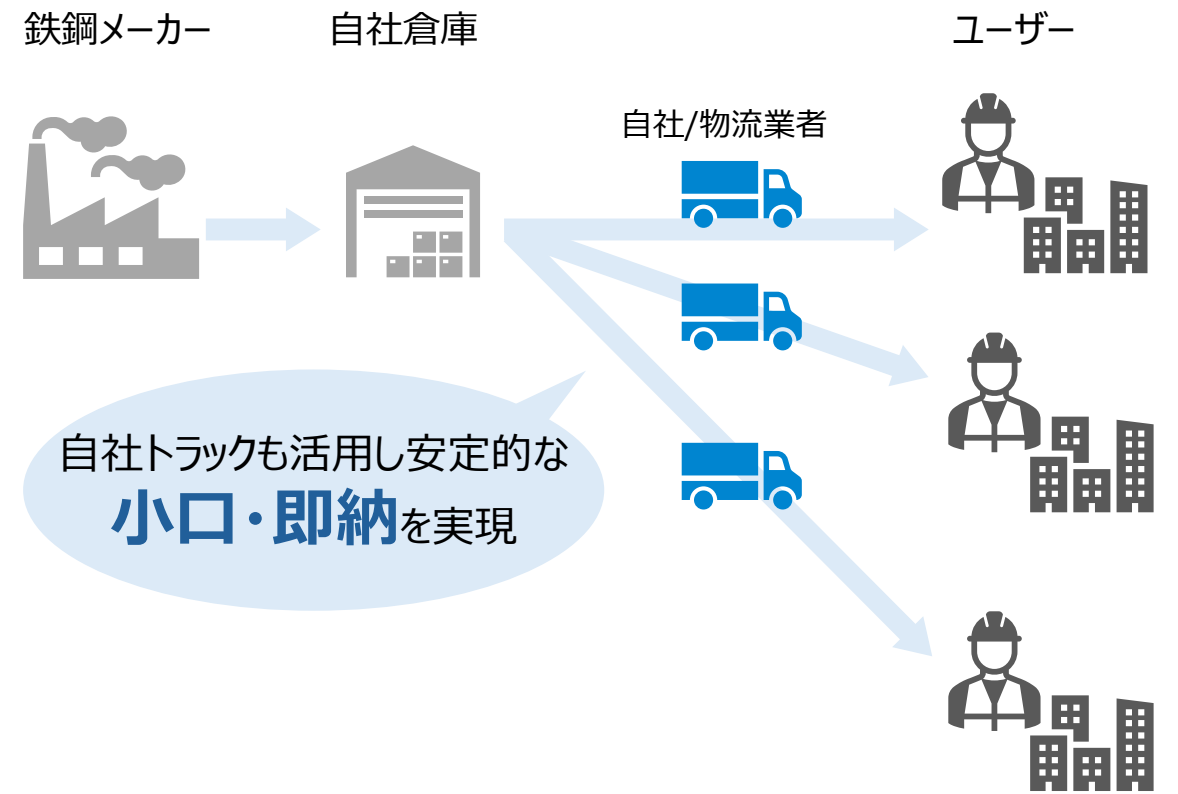 鉄鋼メーカー
自社倉庫
ユーザー
自社/物流業者
自社トラックも活用し安定的な
小口・即納を実現